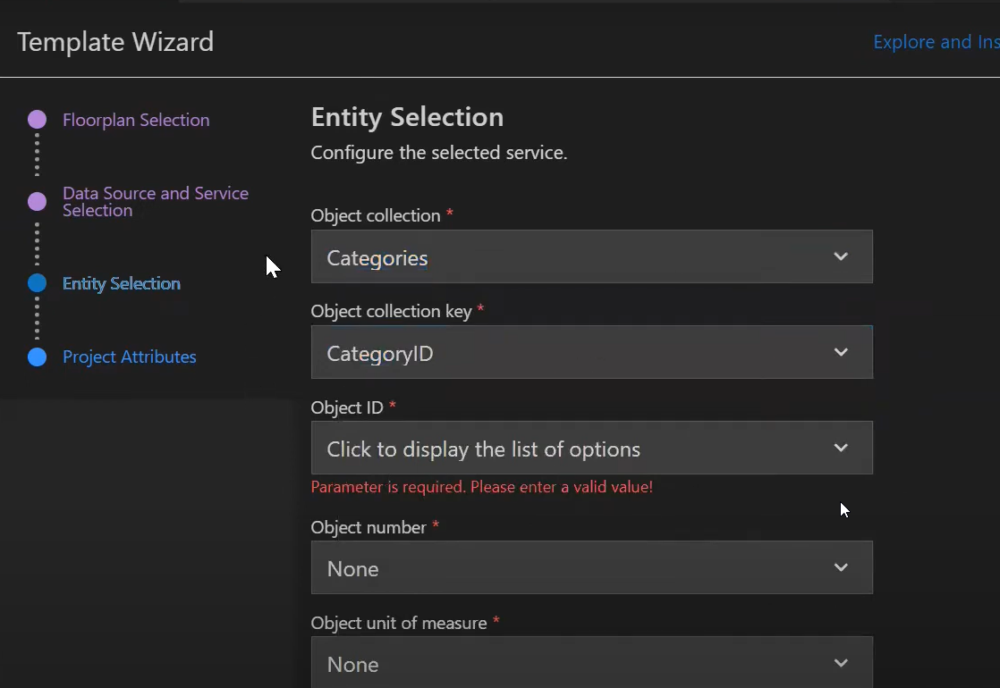 Template Wizard
Explore and Ins
Floorplan Selection
Data Source and Service
Selection
Entity Selection
Project Attributes
Entity Selection
Configure the selected service.
Object collection *
Categories
Object collection key *
CategoryID
Object ID *
Click to display the list of options
Parameter is required. Please enter a valid value!
Object number *
None
Object unit of measure *
None